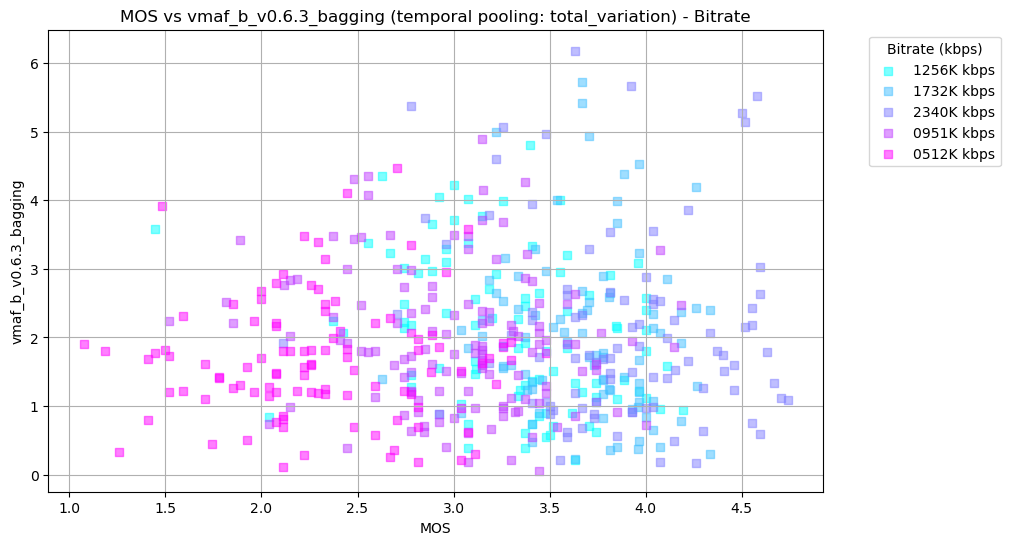 MOS vs vmaf_b_v0.6.3_bagging (temporal pooling: total_variation) - Bitrate
Bitrate (kbps)
1256K kbps
1732K kbps
2340K kbps
0951K kbps
0512K kbps
vmaf_b_v0.6.3_bagging
6
5
4
3
2
1
0
1.0 1.5 2.0 2.5 3.0 3.5 4.0 4.5
MOS